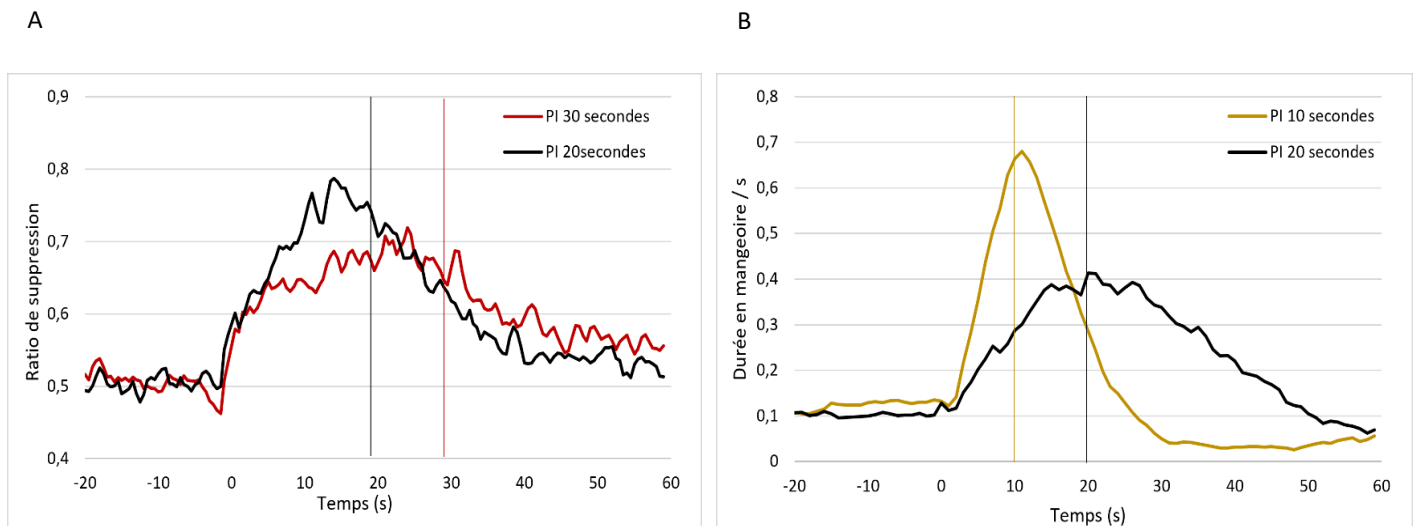 A
B
0,9
0,8
0,7
0,6
0,5
0,4
Ratio de suppression
PI 30 secondes
PI 20secondes
-20 -10 0 10 20 30 40 50 60
Temps (s)
0,8
0,7
0,6
0,5
0,4
0,3
0,2
0,1
0
Durée en mangeoire / s
PI 10 secondes
PI 20 secondes
-20 -10 0 10 20 30 40 50 60
Temps (s)